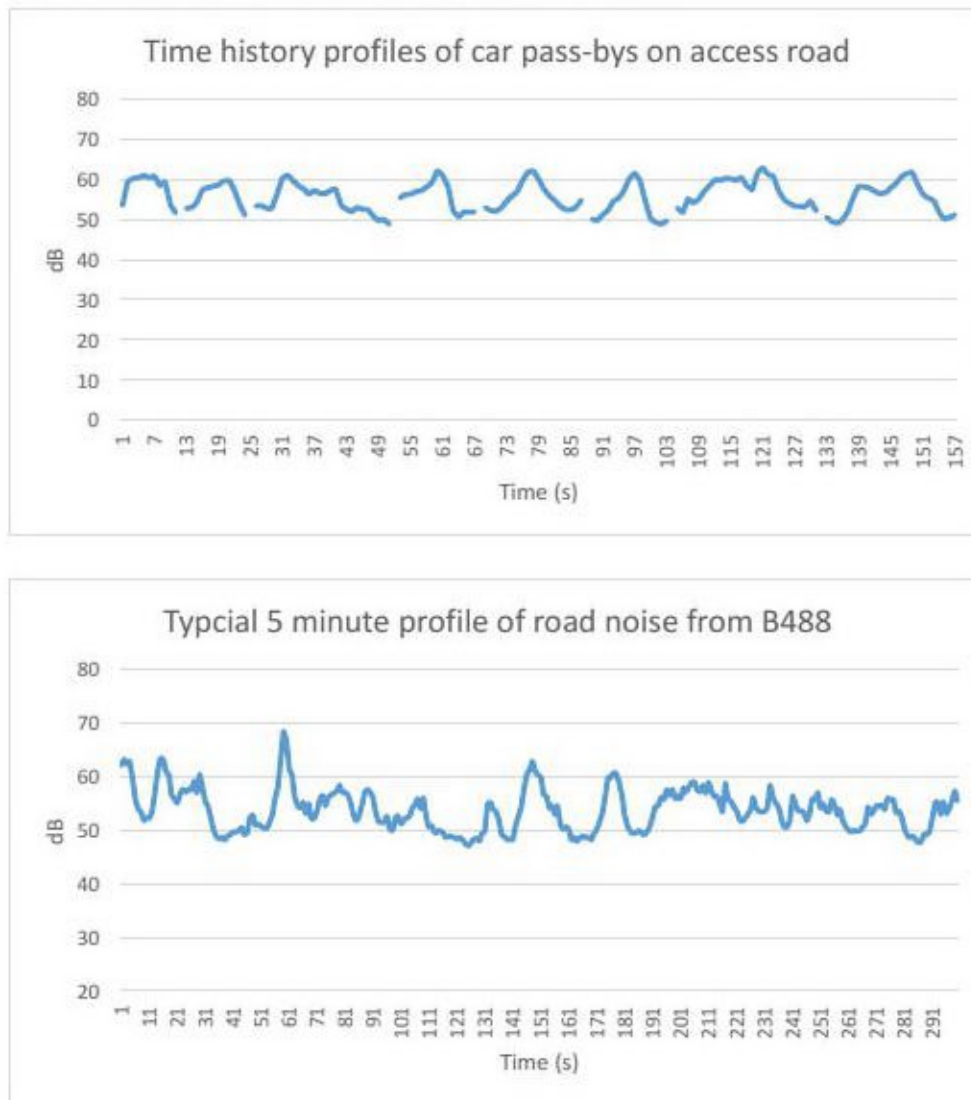 Time history profiles of car pass-bys on access road
80
70
60
50
40
30
20
10
0
dB
1 7 13 19 25 31 37 43 49 55 61 67 73 79 85 91 97 103 109 115 121 127 133 139 145 151 157
Time (s)
Typcial 5 minute profile of road noise from B488
80
70
60
50
40
30
20
dB
1 11 21 31 41 51 61 71 81 91 101 111 121 131 141 151 161 171 181 191 201 211 221 231 241 251 261 271 281 291
Time (s)